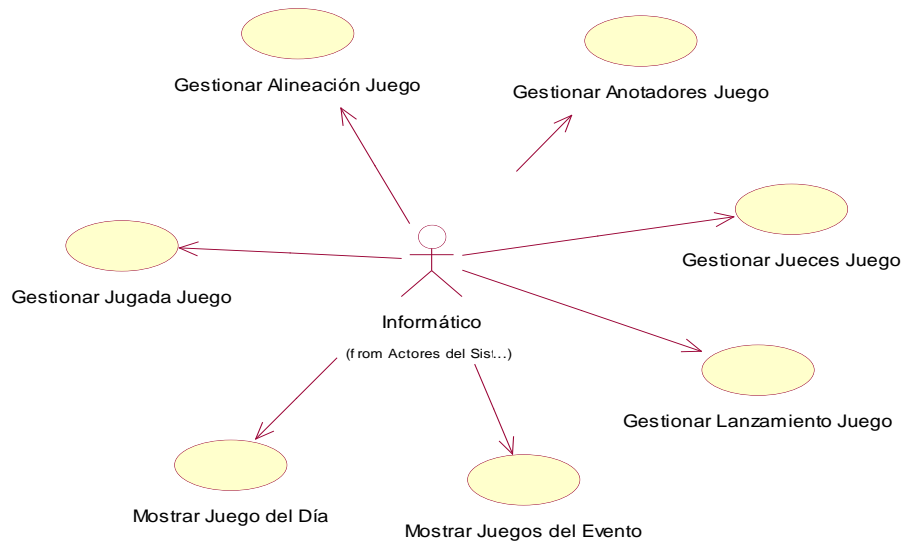 Gestionar Alineación Juego
Gestionar Anotadores Juego
Gestionar Jueces Juego
Gestionar Jugada Juego
Informático
(from Actores del Sist...)
Gestionar Lanzamiento Juego
Mostrar Juego del Día
Mostrar Juegos del Evento